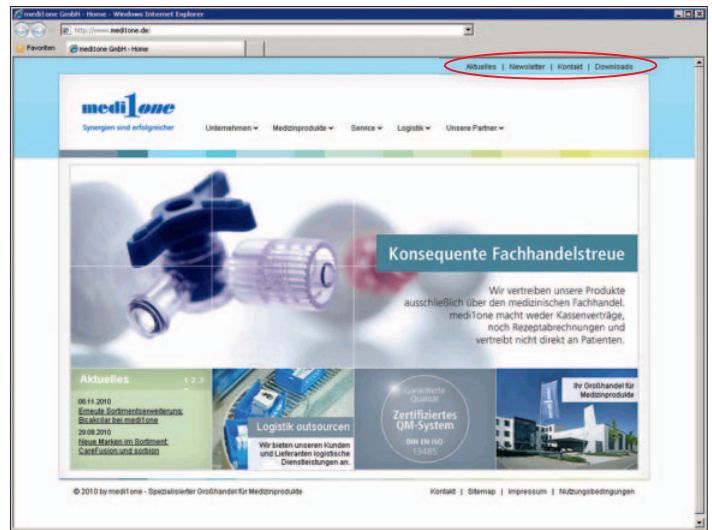 medi1one GmbH - Home - Windows Internet Explorer
http://www.medi1one.de/
Favoriten
medi1one GmbH - Home
Aktuelles | Newsletter | Kontakt | Downloads
medi1one
Synergien sind erfolgreicher
Unternehmen
Medizinprodukte
Service
Logistik
Unsere Partner
Konsequente Fachhandelstreue
Wir vertreiben unsere Produkte
ausschließlich über den medizinischen Fachhandel.
medi1one macht weder Kassenverträge,
noch Rezeptabrechnungen und
vertreibt nicht direkt an Patienten.
Aktuelles
1 2 3
08.11.2010
Erneute Sortimentserweiterung:
Bicakcilar bei medi1one
29.09.2010
Neue Marken im Sortiment:
CareFusion und sorbion
Logistik outsourcen
Wir bieten unseren Kunden
und Lieferanten logistische
Dienstleistungen an.
Garantierte
Qualität
Zertifiziertes
QM-System
DIN EN ISO
13485
Ihr Großhandel für
Medizinprodukte
© 2010 by medi1one - Spezialisierter Großhandel für Medizinprodukte
Kontakt | Sitemap | Impressum | Nutzungsbedingungen